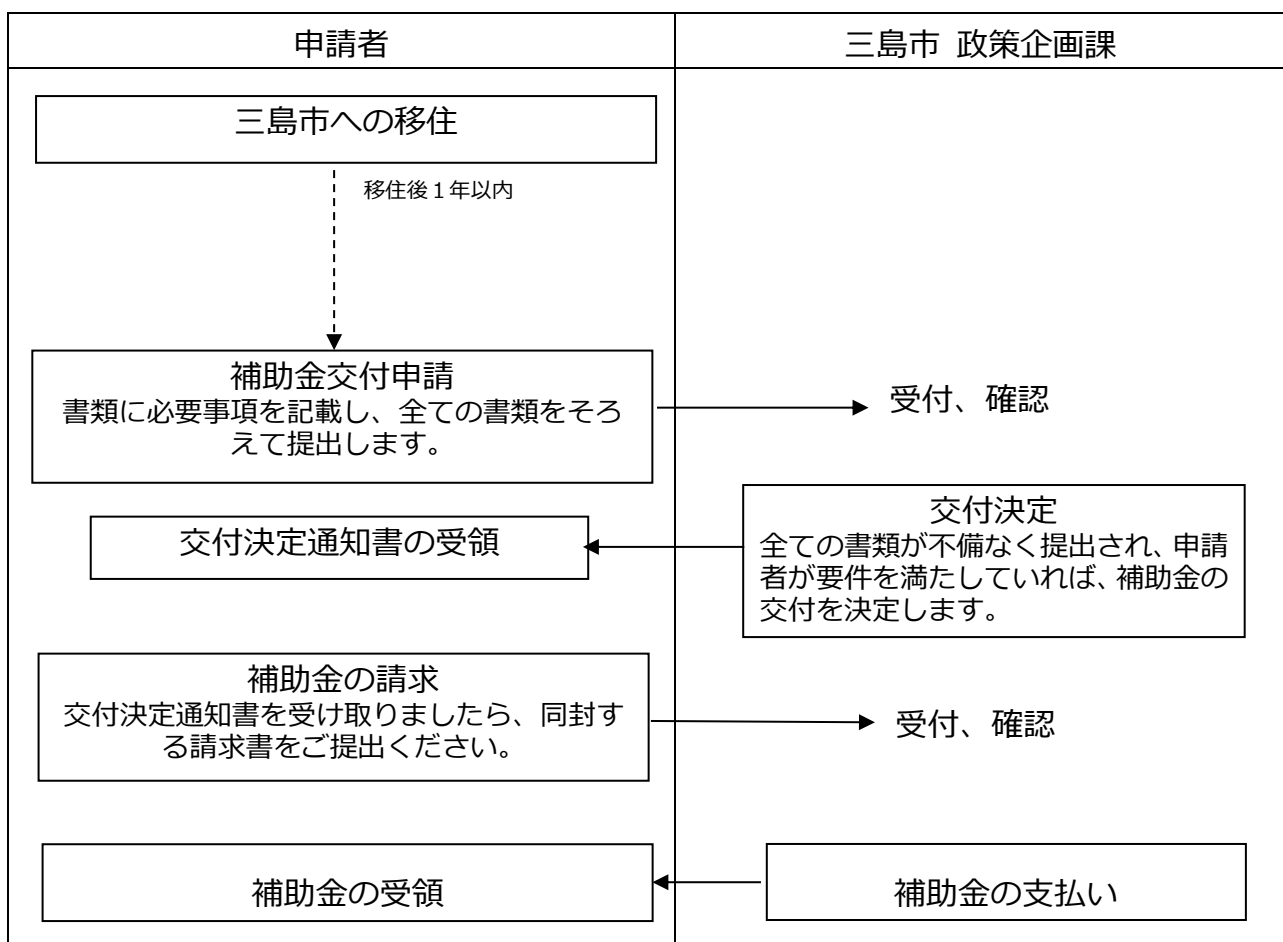 申請者
三島市 政策企画課
三島市への移住
移住後１年以内
補助金交付申請
書類に必要事項を記載し、全ての書類をそろ
えて提出します。
受付、確認
交付決定
全ての書類が不備なく提出され、申請
者が要件を満たしていれば、補助金の
交付を決定します。
交付決定通知書の受領
補助金の請求
交付決定通知書を受け取りましたら、同封す
る請求書をご提出ください。
受付、確認
補助金の受領
補助金の支払い